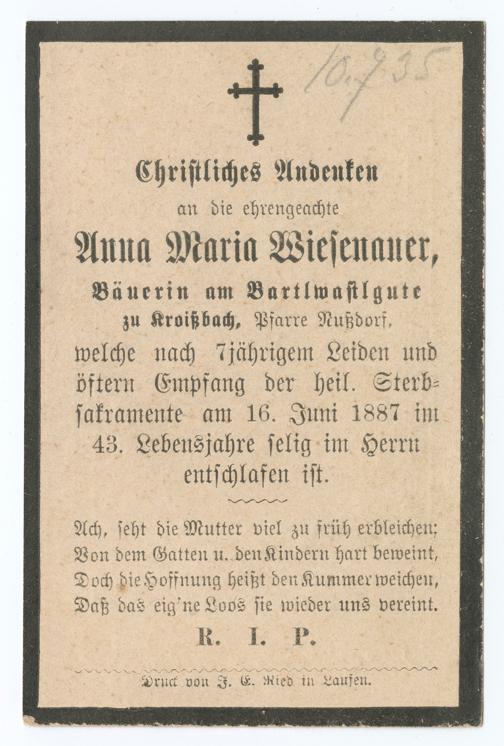 10.9.35
Christliches Andenken
an die ehrengeachte
Anna Maria Wiesenauer,
Bäuerin am Bartlwastlgute
zu Kroißbach, Pfarre Nußdorf,
welche nach 7jährigem Leiden und
öftern Empfang der heil. Sterb-
sakramente am 16. Juni 1887 im
43. Lebensjahre selig im Herrn
entschlafen ist.
Ach, seht die Mutter viel zu früh erbleichen;
Von dem Gatten u. den Kindern hart beweint,
Doch die Hoffnung heißt den Kummer weichen,
Daß das eig'ne Loos sie wieder uns vereint.
R. I. P.
Druck von J. E. Ried in Laufen.